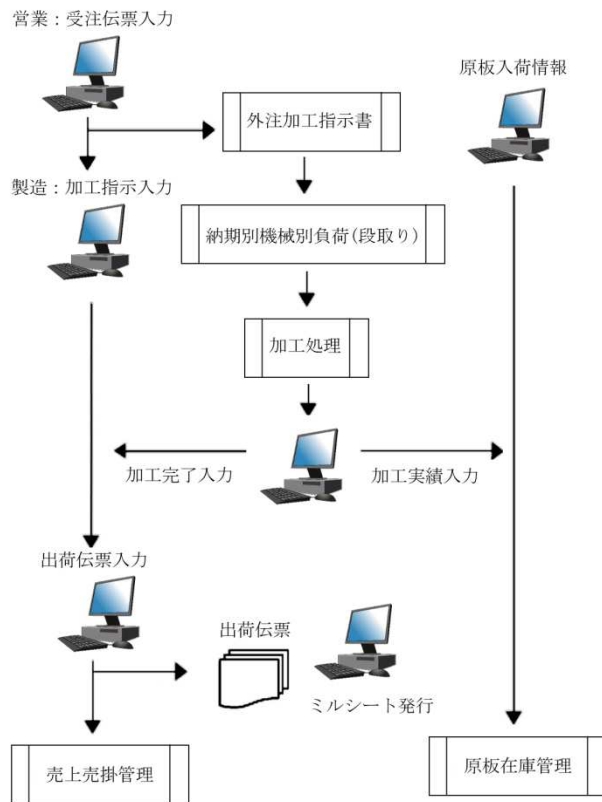 営業：受注伝票入力
原板入荷情報
外注加工指示書
製造：加工指示入力
納期別機械別負荷(段取り)
加工処理
加工完了入力
加工実績入力
出荷伝票入力
出荷伝票
ミルシート発行
売上売掛管理
原板在庫管理